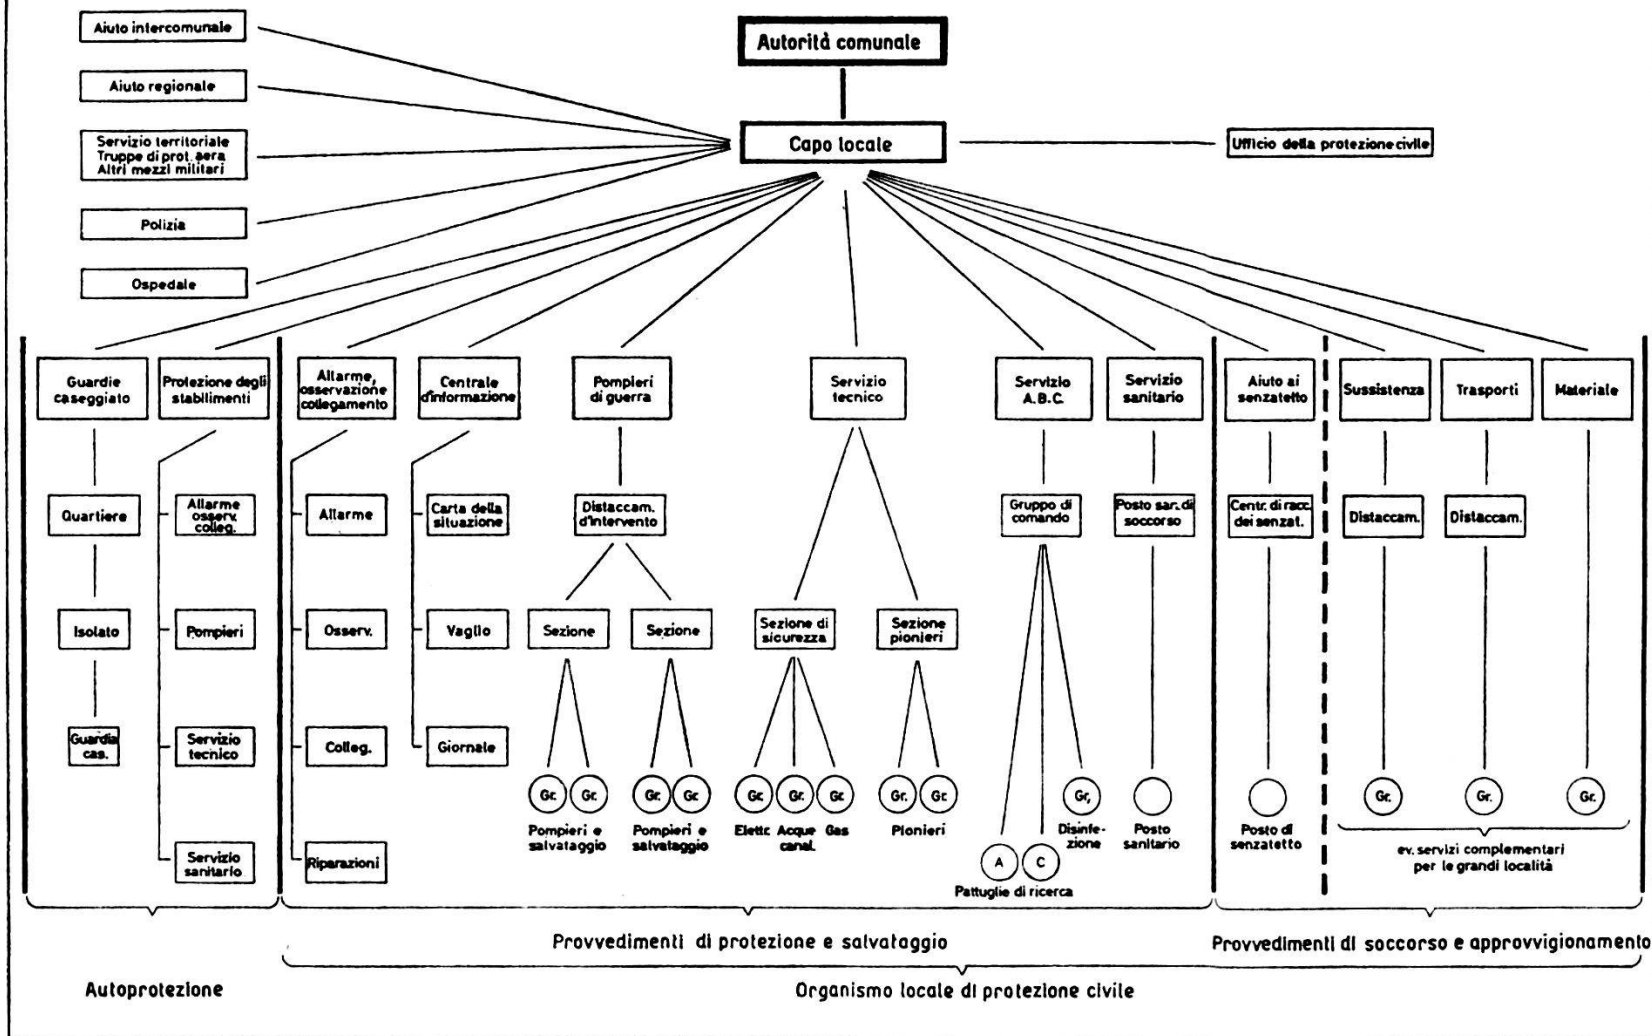 Aiuto intercomunale
Autorità comunale
Aiuto regionale
Servizio territoriale
Truppe di prot. aera
Altri mezzi militari
Capo locale
Ufficio della protezione civile
Polizia
Ospedale
Guardie
caseggiato
Protezione degli
stabilimenti
Allarme,
osservazione
collegamento
Centrale
d'informazione
Pompieri
di guerra
Servizio
tecnico
Servizio
A.B.C.
Servizio
sanitario
Aiuto ai
senzatetto
Sussistenza
Trasporti
Materiale
Quartiere
Allarme
osserv.
colleg.
Allarme
Carta della
situazione
Distaccam.
d'intervento
Gruppo di
comando
Posto san. di
soccorso
Centr. di racc.
dei senzat.
Distaccam.
Distaccam.
Isolato
Pompieri
Osserv.
Vaglio
Sezione
Sezione
Sezione di
sicurezza
Sezione
pionieri
Guardia
cas.
Servizio
tecnico
Colleg.
Giornale
Gr.
Gr.
Gr.
Gr.
Gr.
Gr.
Gr.
Gr.
Gr.
Gr,
Gr.
Gr.
Gr.
Pompieri e
salvataggio
Pompieri e
salvataggio
Elettr.
Acque
canal.
Gas
Pionieri
Disinfe-
zione
Posto
sanitario
Posto di
senzatetto
ev. servizi complementari
per le grandi località
Servizio
sanitario
Riparazioni
A
C
Pattuglie di ricerca
Provvedimenti di protezione e salvataggio
Provvedimenti di soccorso e approvvigionamento
Autoprotezione
Organismo locale di protezione civile